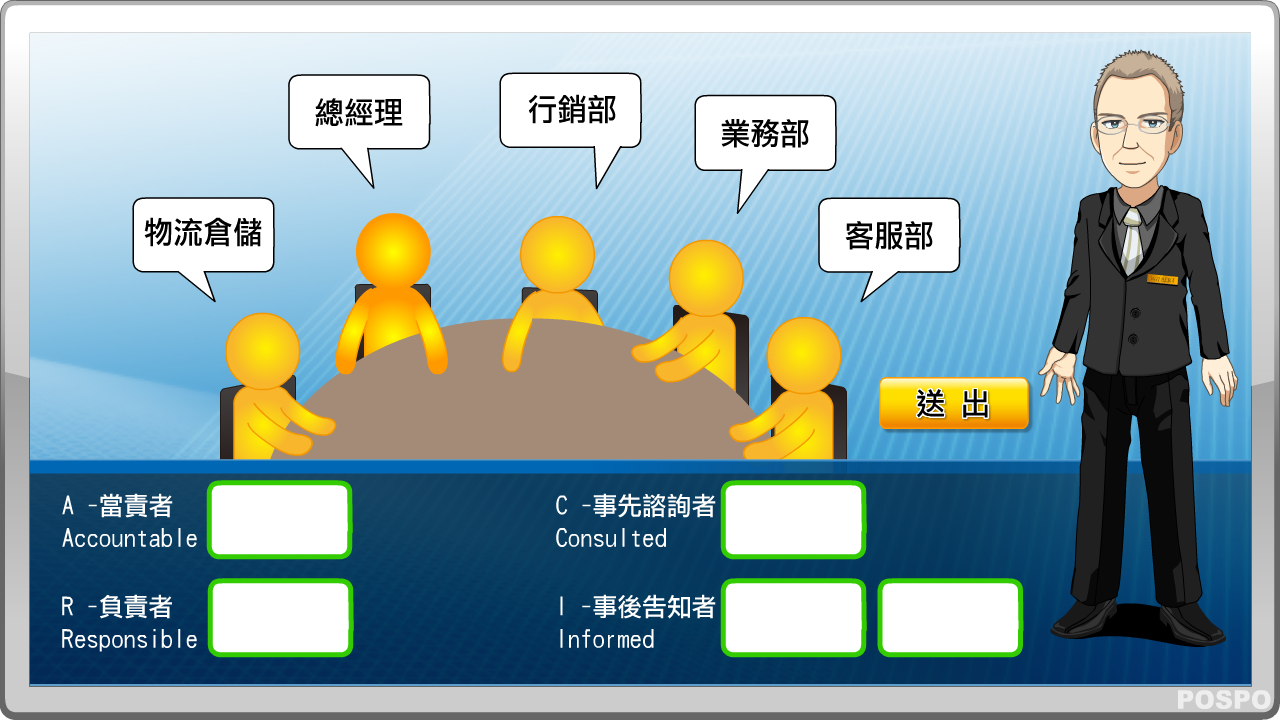 總經理
行銷部
業務部
物流倉儲
客服部
送出
A -當責者
Accountable
C -事先諮詢者
Consulted
R -負責者
Responsible
I -事後告知者
Informed
POSPO